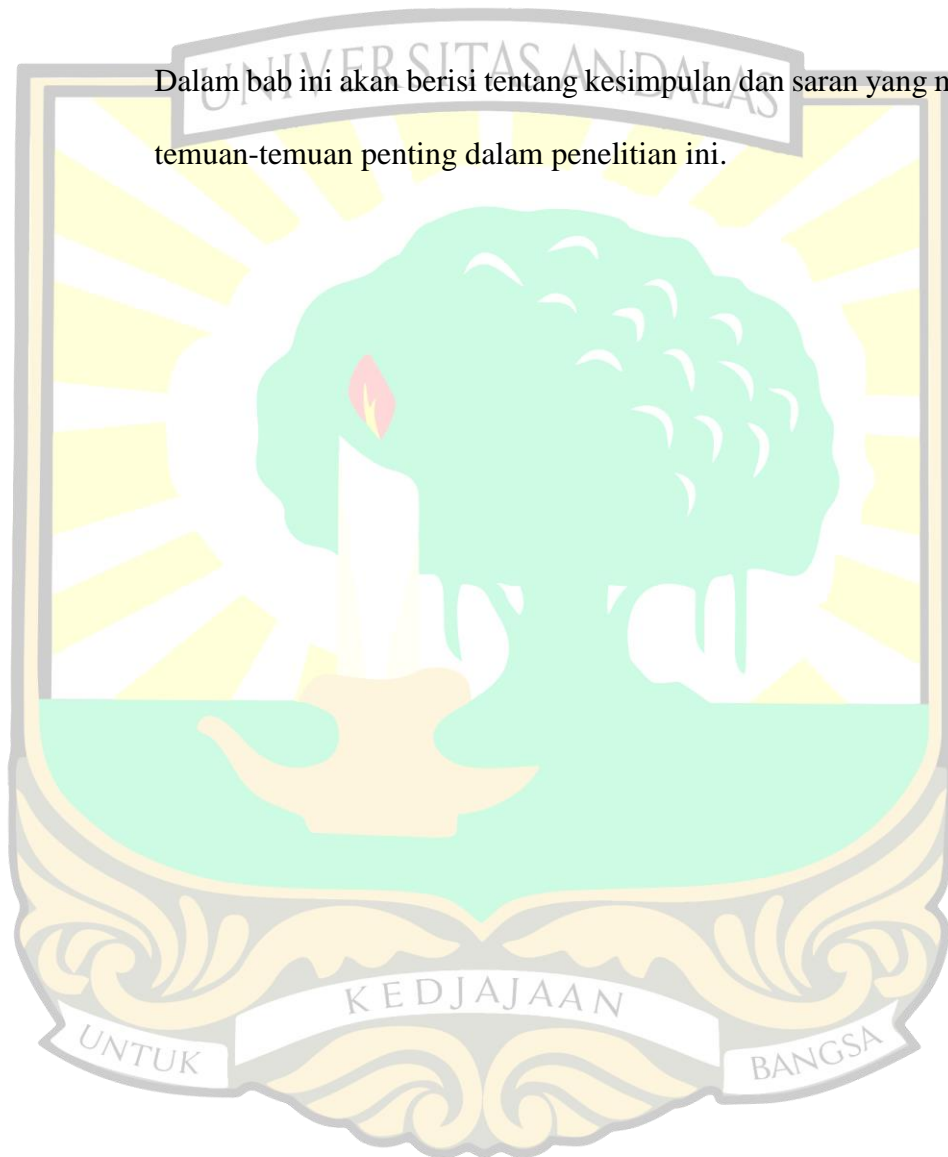 UNIVERSITAS ANDALAS
Dalam bab ini akan berisi tentang kesimpulan dan saran yang
temuan-temuan penting dalam penelitian ini.
KEDJAJAAN
UNTUK
BANGSA